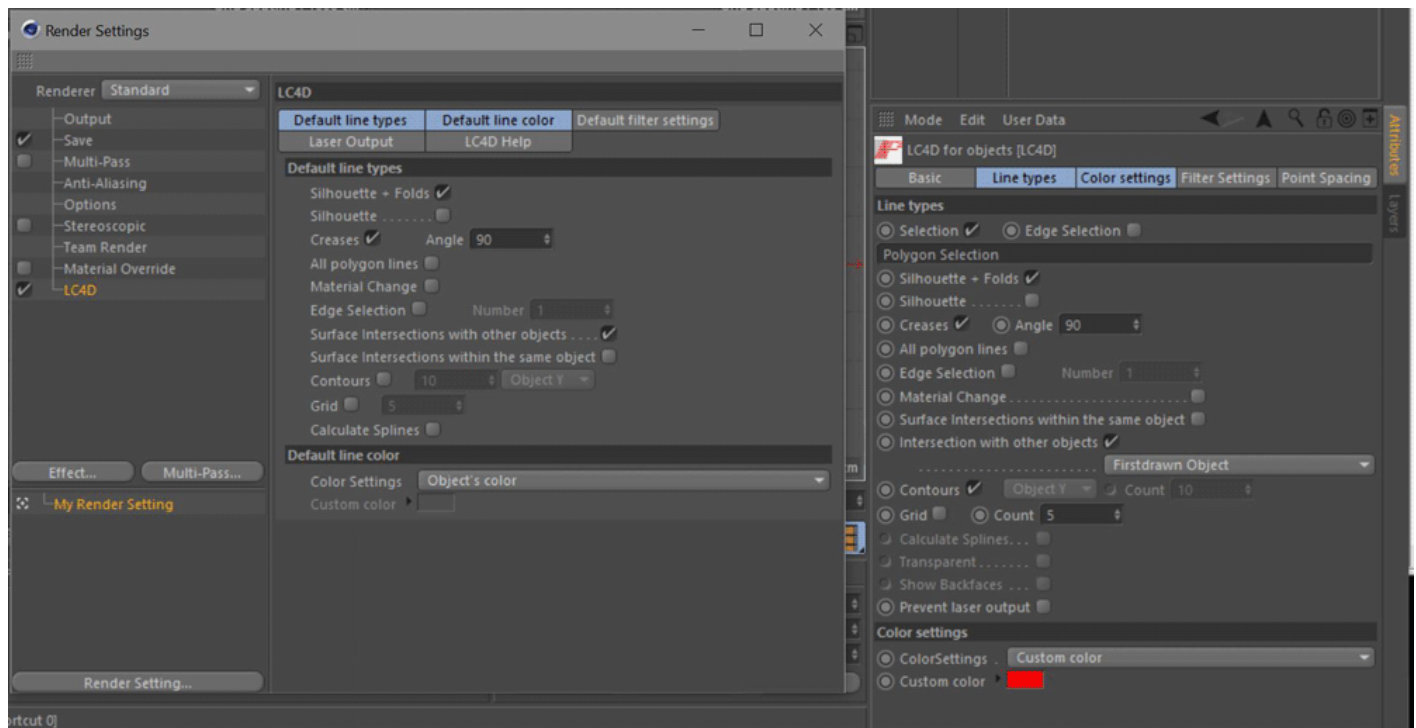 Render Settings
Renderer Standard
Output
Save
Multi-Pass
Anti-Aliasing
Options
Stereoscopic
Team Render
Material Override
LC4D
Effect... Multi-Pass...
My Render Setting
Render Setting...
LC4D
Default line types Default line color Default filter settings
Laser Output LC4D Help
Default line types
Silhouette + Folds
Silhouette . . . . . . .
Creases Angle 90
All polygon lines
Material Change
Edge Selection Number 1
Surface Intersections with other objects . . . .
Surface Intersections within the same object
Contours 10 Object Y
Grid 5
Calculate Splines
Default line color
Color Settings Object's color
Custom color
Mode Edit User Data
LC4D for objects [LC4D]
Basic Line types Color settings Filter Settings Point Spacing
Line types
Selection Edge Selection
Polygon Selection
Silhouette + Folds
Silhouette . . . . . . .
Creases Angle 90
All polygon lines
Edge Selection Number 1
Material Change . . . . . . . . . . . . . . . . . . . . . . . .
Surface Intersections within the same object
Intersection with other objects
. . . . . . . . . . . . . . . . . . . . . . . . Firstdrawn Object
Contours Object Y Count 10
Grid Count 5
Calculate Splines. . .
Transparent . . . . . . .
Show Backfaces . . .
Prevent laser output
Color settings
ColorSettings . Custom color
Custom color
Attributes
Layers
ortcut 0]